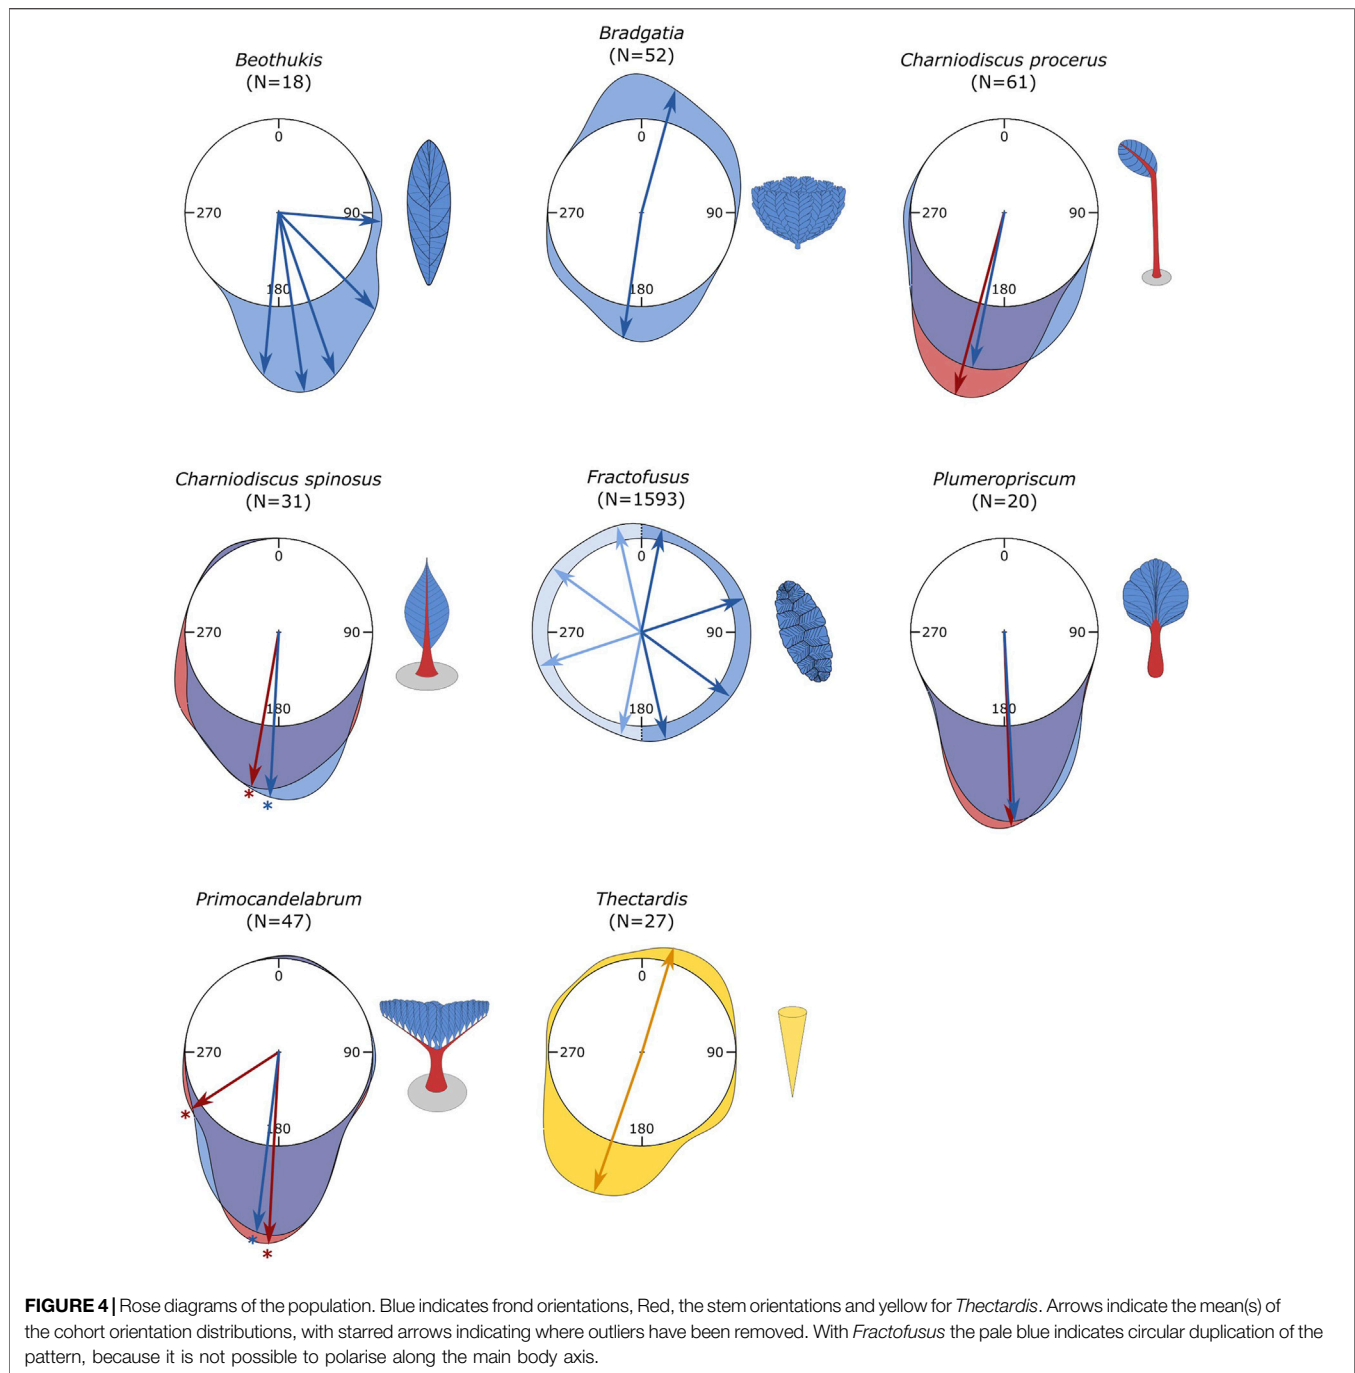 Beothukis
(N=18)
Bradgatia
(N=52)
Charniodiscus procerus
(N=61)
0
90
180
270
0
90
180
270
0
90
180
270
Charniodiscus spinosus
(N=31)
Fractofusus
(N=1593)
Plumeropriscum
(N=20)
0
90
180
270
*
*
0
90
180
270
0
90
180
270
Primocandelabrum
(N=47)
Thectardis
(N=27)
0
90
180
270
*
*
*
0
90
180
270
FIGURE 4 | Rose diagrams of the population. Blue indicates frond orientations, Red, the stem orientations and yellow for Thectardis. Arrows indicate the mean(s) of
the cohort orientation distributions, with starred arrows indicating where outliers have been removed. With Fractofusus the pale blue indicates circular duplication of the
pattern, because it is not possible to polarise along the main body axis.